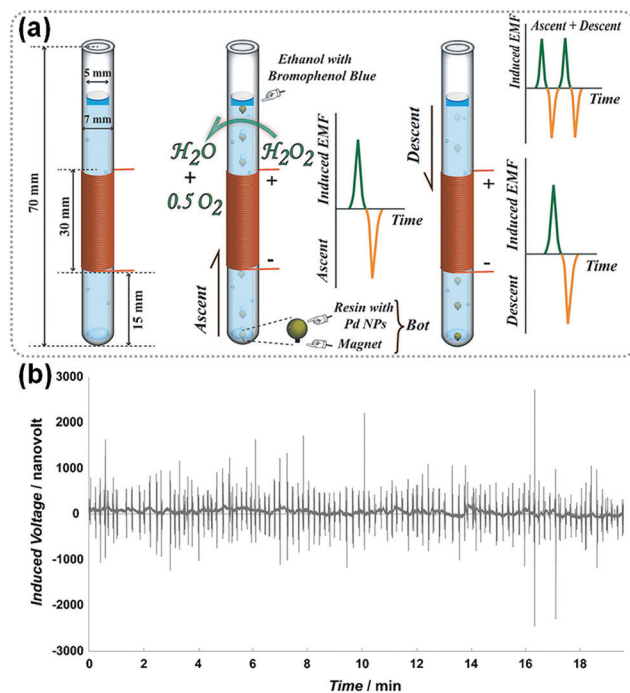 (a)
5 mm
7 mm
70 mm
30 mm
15 mm
Ethanol with
Bromophenol Blue
H₂O
+
0.5 O₂
H₂O₂
+
-
Ascent
Resin with
Pd NPs
Magnet
Bot
Induced EMF
Time
Ascent
Descent
+
-
Ascent + Descent
Induced EMF
Time
Induced EMF
Time
Descent
(b)
Induced Voltage / nanovolt
3000
2000
1000
0
-1000
-2000
-3000
0 2 4 6 8 10 12 14 16 18
Time / min